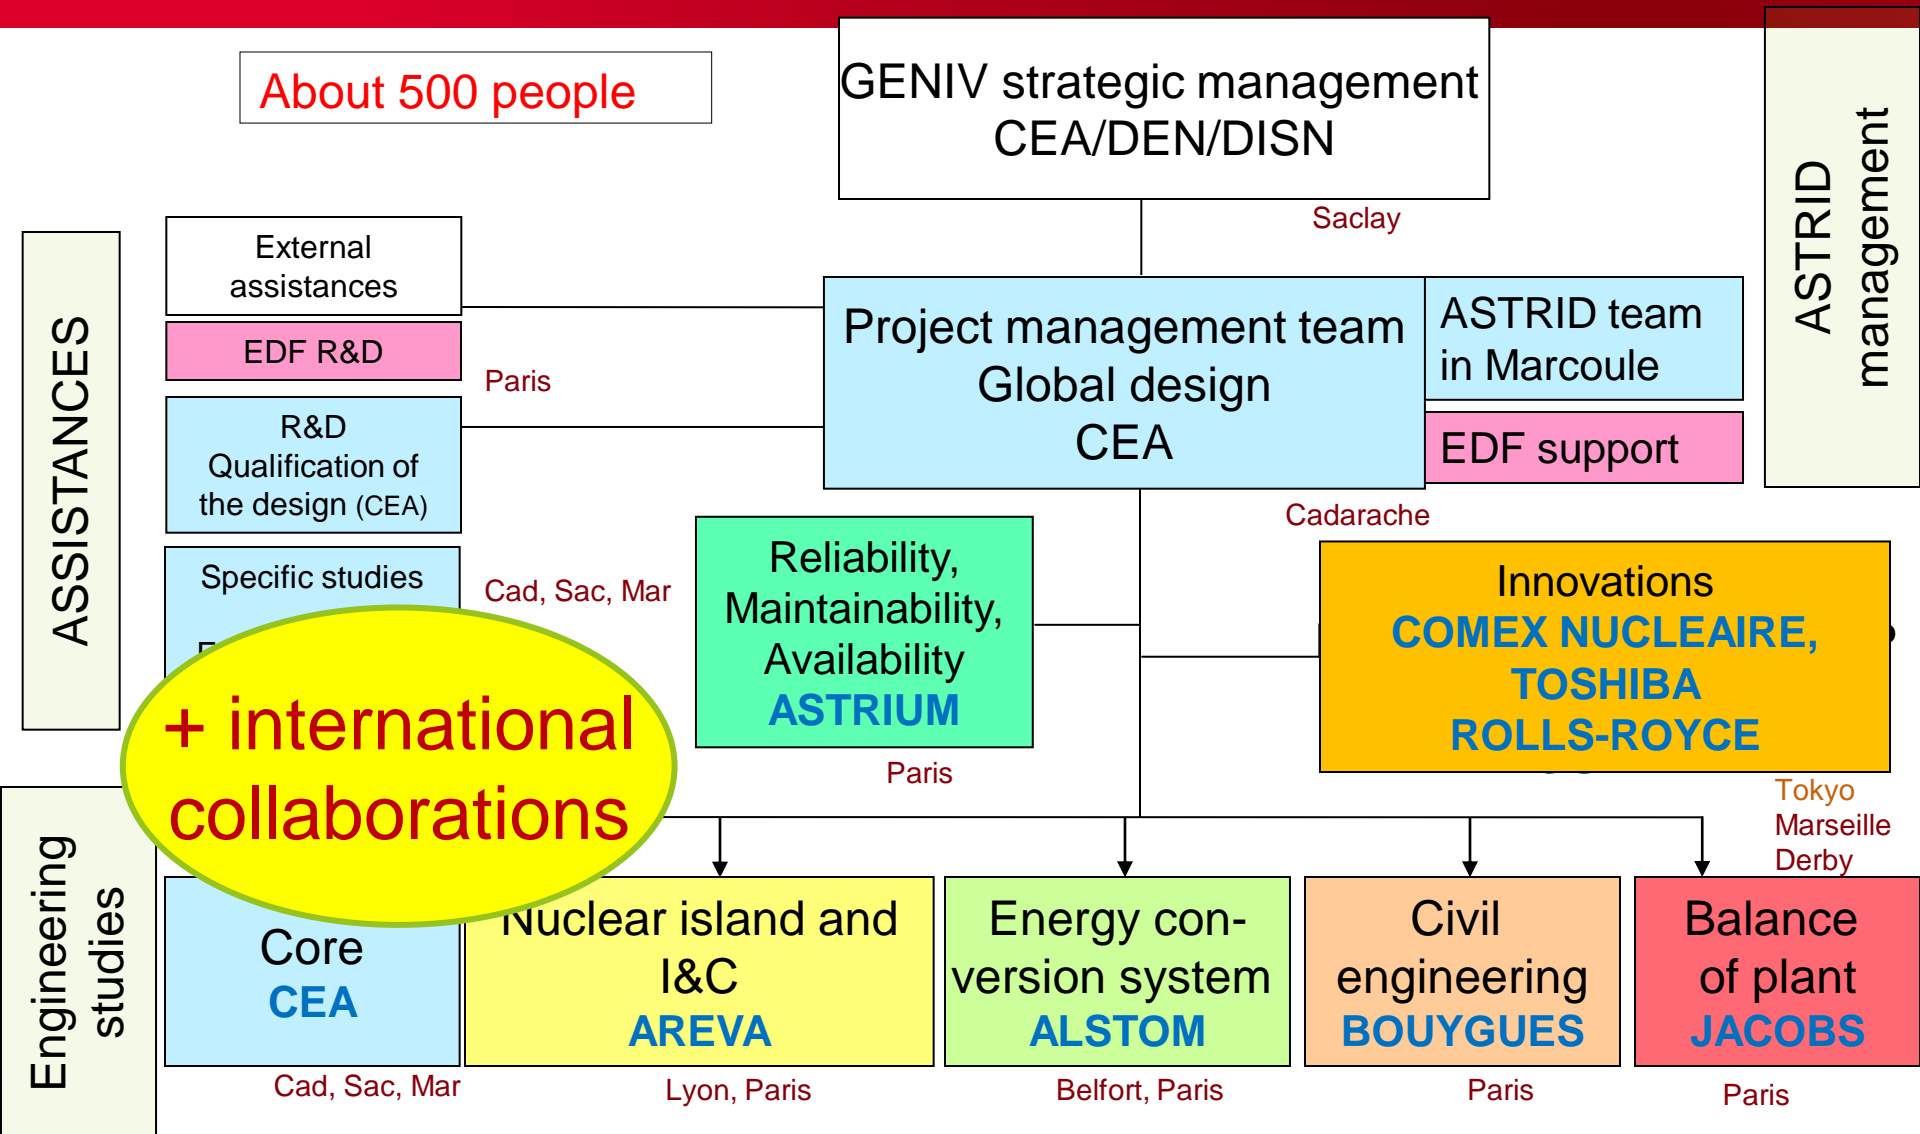 About 500 people
GENIV strategic management
CEA/DEN/DISN
Saclay
ASTRID
management
ASSISTANCES
External
assistances
EDF R&D
Paris
R&D
Qualification of
the design (CEA)
Specific studies
Cad, Sac, Mar
Project management team
Global design
CEA
ASTRID team
in Marcoule
EDF support
Cadarache
Reliability,
Maintainability,
Availability
ASTRIUM
Paris
Innovations
COMEX NUCLEAIRE,
TOSHIBA
ROLLS-ROYCE
Tokyo
Marseille
Derby
+ international
collaborations
Engineering
studies
Core
CEA
Cad, Sac, Mar
Nuclear island and
I&C
AREVA
Lyon, Paris
Energy con-
version system
ALSTOM
Belfort, Paris
Civil
engineering
BOUYGUES
Paris
Balance
of plant
JACOBS
Paris